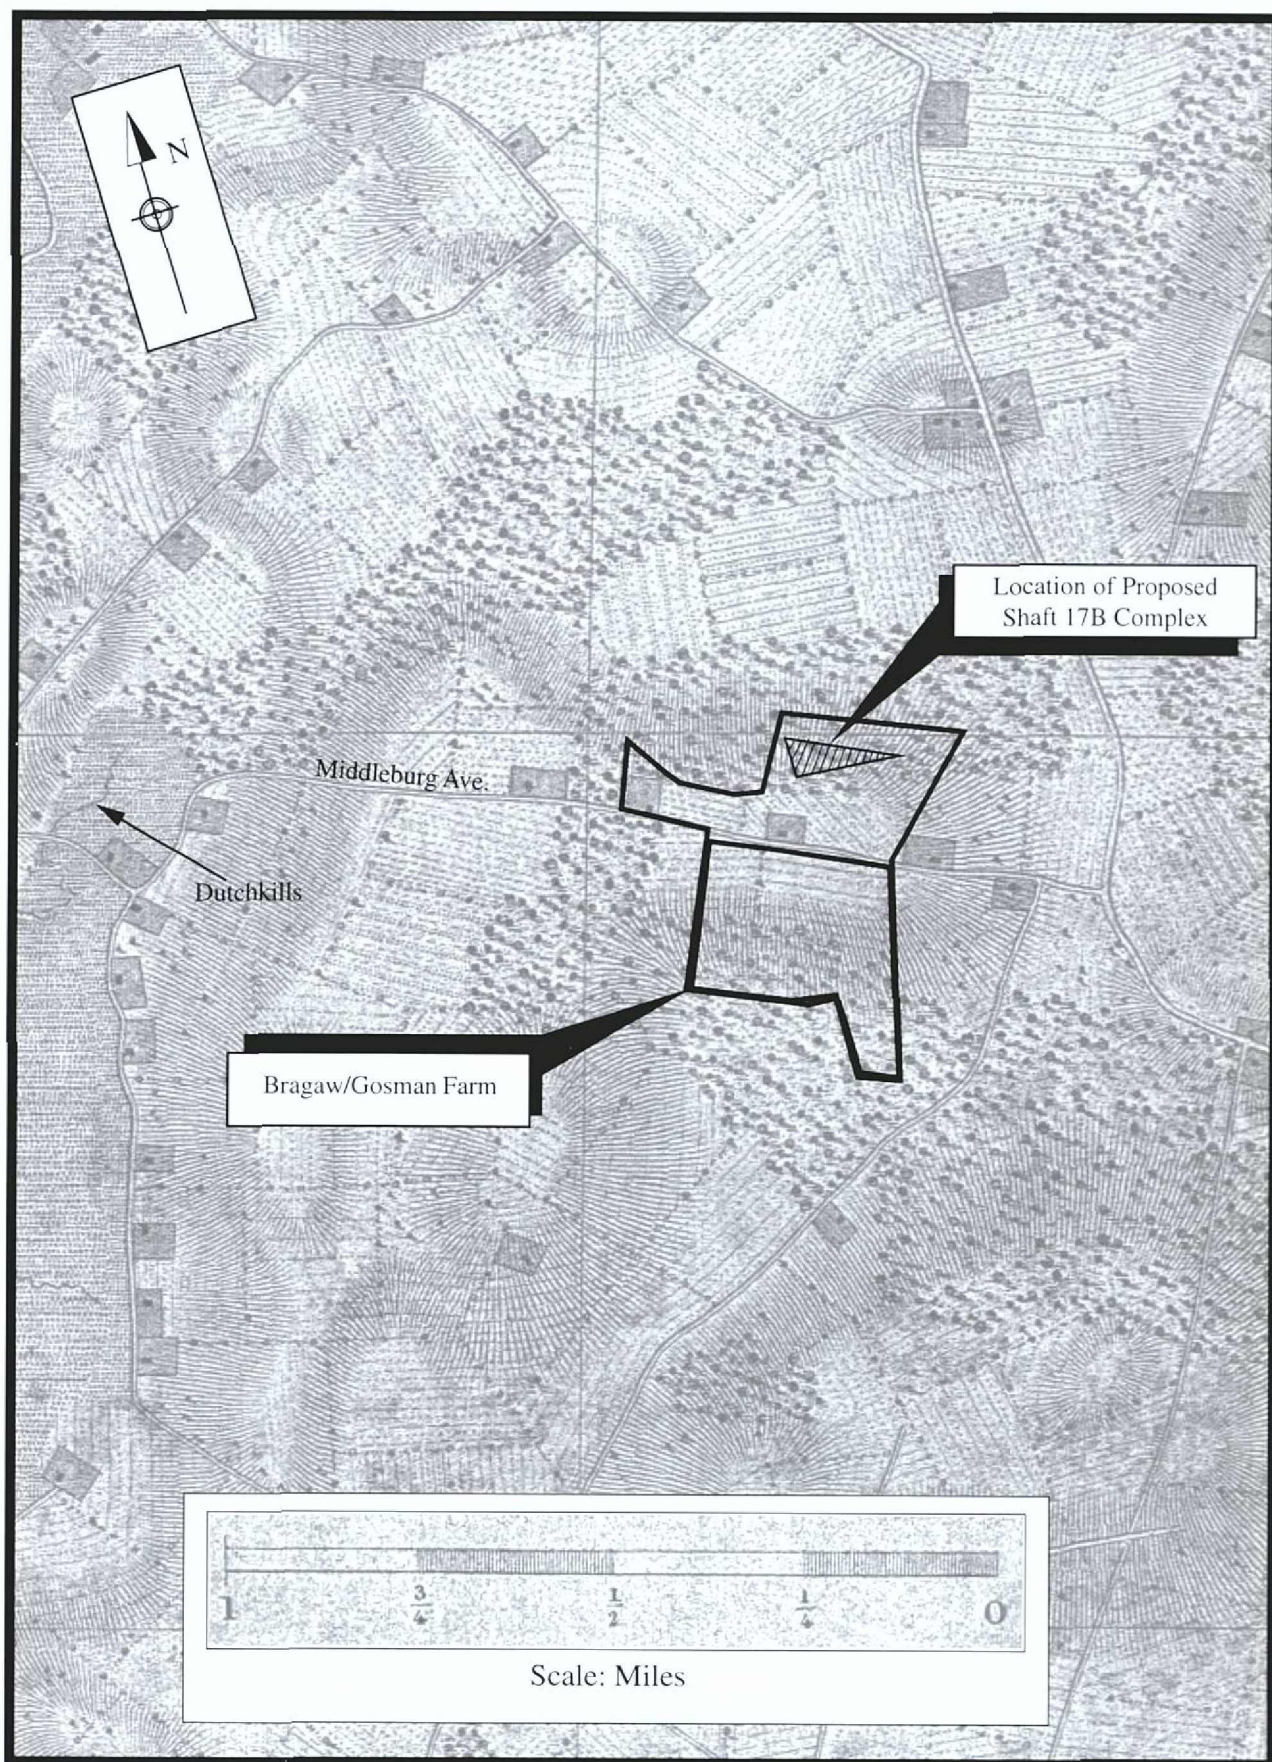 N
Location of Proposed
Shaft 17B Complex
Middleburg Ave.
Dutchkills
Bragaw/Gosman Farm
1 3/4 1/2 1/4 0
Scale: Miles